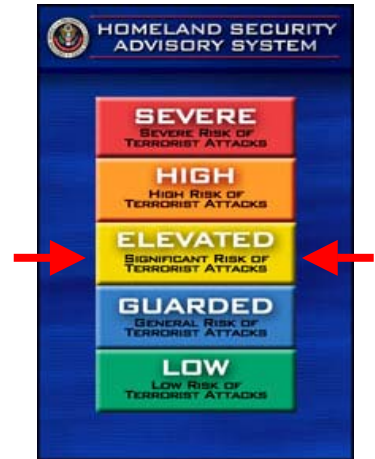 HOMELAND SECURITY
ADVISORY SYSTEM
SEVERE
SEVERE RISK OF
TERRORIST ATTACKS
HIGH
HIGH RISK OF
TERRORIST ATTACKS
ELEVATED
SIGNIFICANT RISK OF
TERRORIST ATTACKS
GUARDED
GENERAL RISK OF
TERRORIST ATTACKS
LOW
LOW RISK OF
TERRORIST ATTACKS